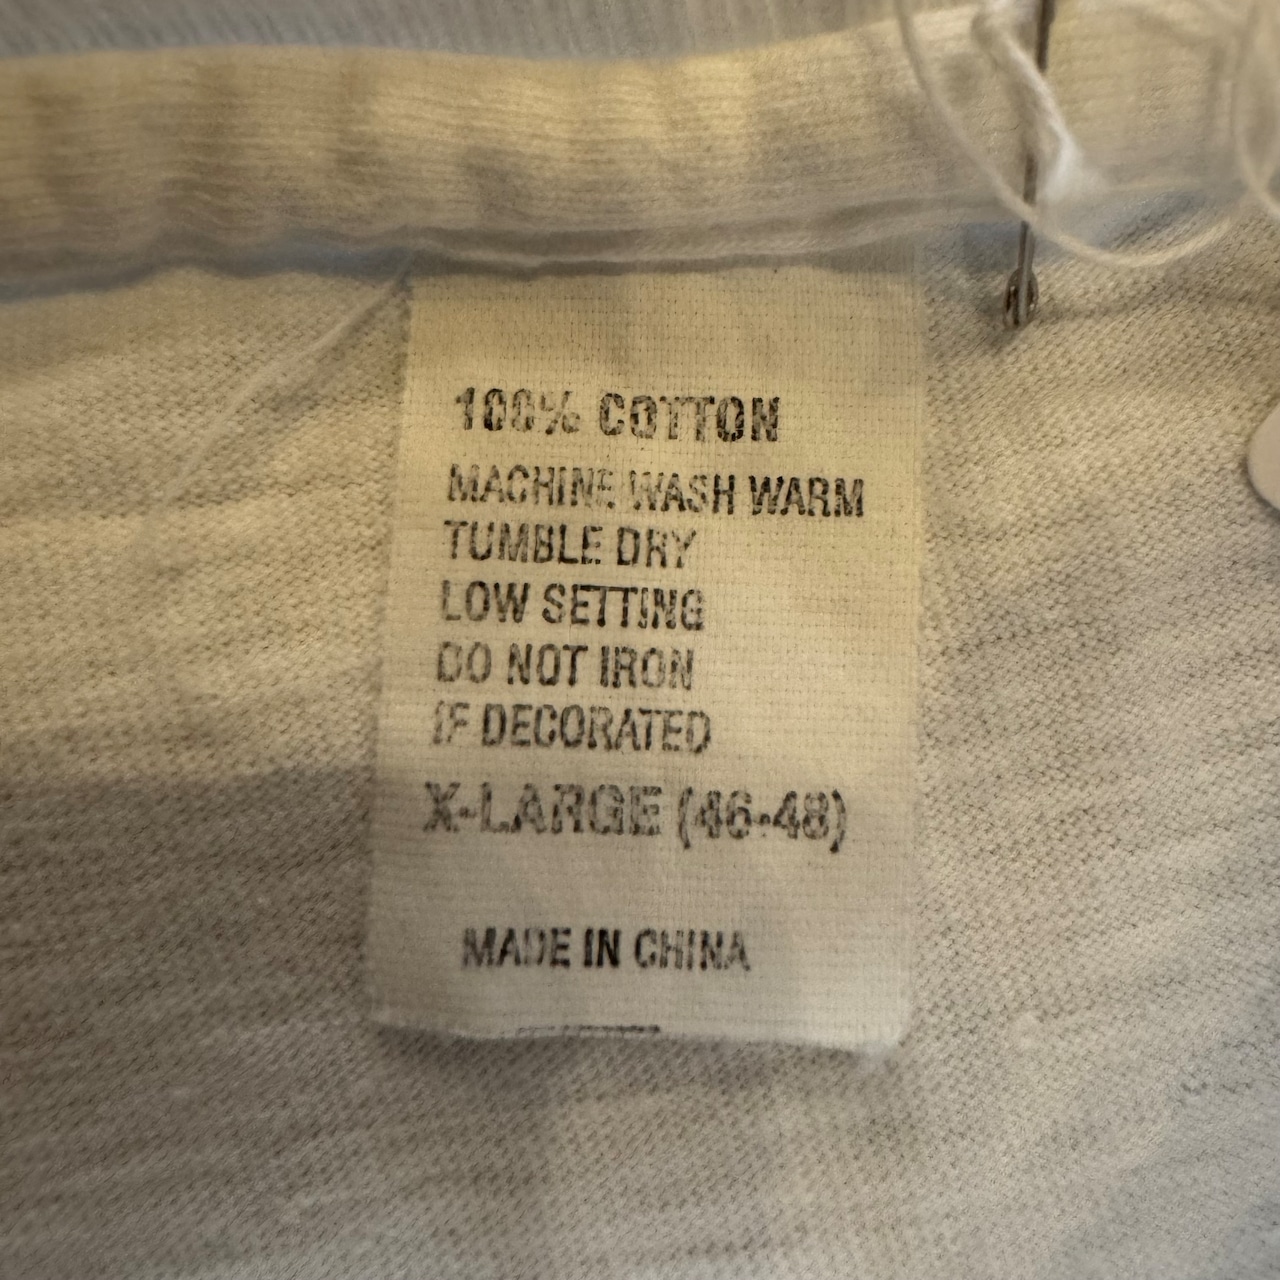 100% COTTON
MACHINE WASH WARM
TUMBLE DRY
LOW SETTING
DO NOT IRON
IF DECORATED
X-LARGE (46-48)
MADE IN CHINA